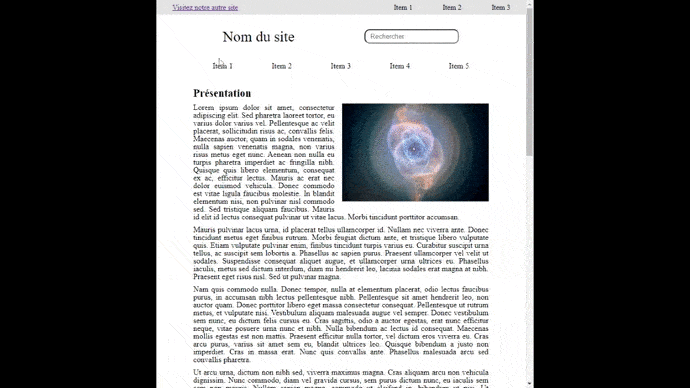 Visitez notre autre site Item 1 Item 2 Item 3
Nom du site Rechercher
Item 1 Item 2 Item 3 Item 4 Item 5
Présentation
Lorem ipsum dolor sit amet, consectetur
adipiscing elit. Sed pharetra laoreet tortor, eu
varius dolor varius vel. Pellentesque ac velit
placerat, sollicitudin risus ac, convallis felis.
Maecenas auctor, quam in sodales venenatis,
nulla sapien venenatis magna, non varius
risus metus eget nunc. Aenean non nulla eu
turpis pharetra imperdiet ac fringilla nibh.
Quisque quis libero elementum, consequat
ex ac, efficitur lectus. Mauris ac erat nec
dolor euismod vehicula. Donec commodo
est vitae ligula faucibus molestie. In blandit
elementum nisi, non pulvinar nisl commodo
sed. Sed tristique aliquam faucibus. Mauris
id elit id lectus consequat pulvinar ut vitae lacus. Morbi tincidunt porttitor accumsan.
Mauris pulvinar lacus urna, id placerat tellus ullamcorper id. Nullam nec viverra ante. Donec
tincidunt metus eget finibus rutrum. Morbi feugiat dictum ante, et tristique libero vulputate
quis. Etiam vulputate pulvinar enim, finibus tincidunt turpis varius eu. Curabitur suscipit urna
tellus, ac suscipit sem lobortis a. Phasellus ac sapien purus. Praesent ullamcorper vel velit ut
sodales. Suspendisse consequat aliquet augue, et ullamcorper urna ultrices eu. Phasellus
iaculis, metus sed dictum interdum, diam mi hendrerit leo, lacinia sodales erat magna at nibh.
Praesent eget risus nisl. Sed ut pulvinar magna.
Nam quis commodo nulla. Donec tempor, nulla at elementum placerat, odio lectus faucibus
purus, in accumsan nibh lectus pellentesque nibh. Pellentesque sit amet hendrerit leo, non
auctor quam. Donec porttitor libero eget massa consectetur consequat. Pellentesque ut rutrum
metus, et vulputate nisi. Vestibulum aliquam malesuada augue vel semper. Donec vestibulum
sem nunc, eu dictum felis cursus eu. Cras sagittis, odio a auctor egestas, erat nunc efficitur
neque, vitae posuere urna nunc et nibh. Nulla bibendum ac lectus id consequat. Maecenas
mollis egestas est non mattis. Praesent efficitur nulla tortor, vel dictum eros viverra eu. Cras
arcu purus, varius sit amet sem eu, blandit ultrices leo. Quisque bibendum a justo non
imperdiet. Cras in massa erat. Nunc quis convallis ante. Phasellus malesuada arcu sed
convallis pharetra.
Ut arcu urna, dictum non nibh sed, viverra maximus magna. Cras aliquam arcu non vehicula
dignissim. Nunc commodo, diam vel gravida cursus, sem purus dictum nunc, eu iaculis sem